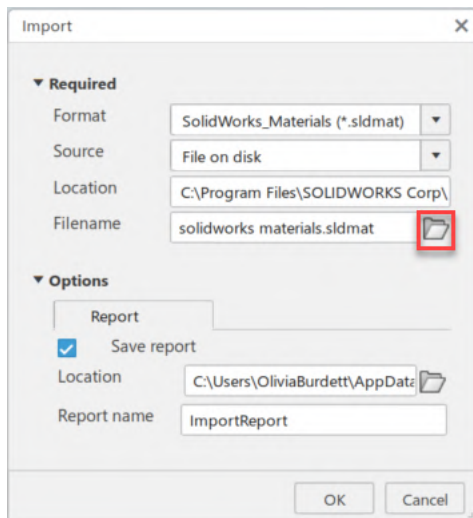 Import
Required
Format SolidWorks_Materials (*.sldmat)
Source File on disk
Location C:\Program Files\SOLIDWORKS Corp\
Filename solidworks materials.sldmat
Options
Report
Save report
Location C:\Users\OliviaBurdett\AppData
Report name ImportReport
OK Cancel